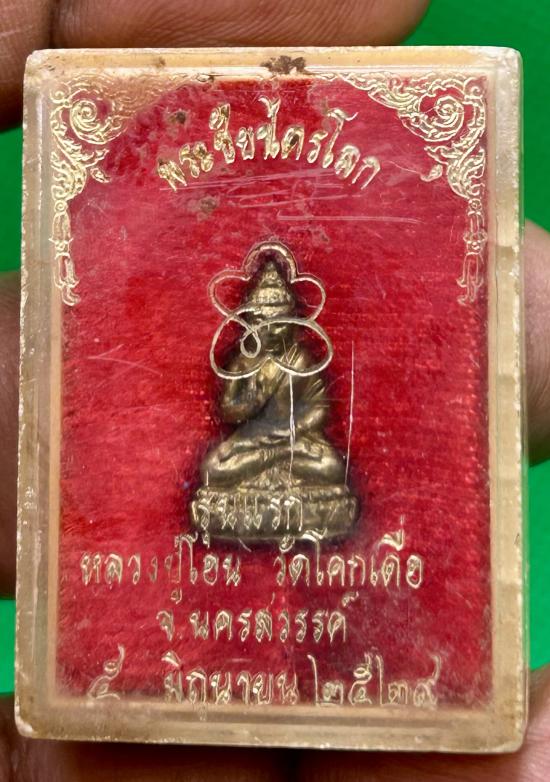 พระชัยไตรโลก
รุ่นแรก
หลวงปู่โอ้น วัดโคกเดื่อ
จ.นครสวรรค์
๕ มิถุนายน ๒๕๒๙